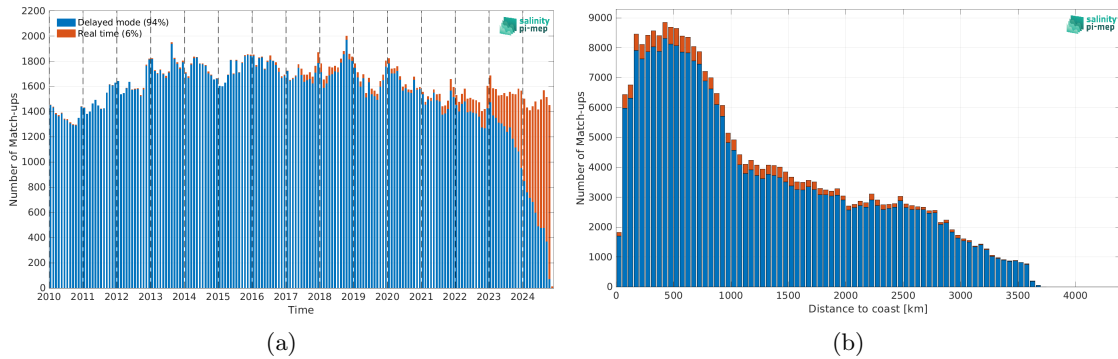 2200
2000
1800
1600
1400
1200
1000
800
600
400
200
0
Number of Match-ups
Delayed mode (94%)
Real time (6%)
salinity
pi-mep
2010 2011 2012 2013 2014 2015 2016 2017 2018 2019 2020 2021 2022 2023 2024
Time
(a)
9000
8000
7000
6000
5000
4000
3000
2000
1000
0
Number of Match-ups
salinity
pi-mep
0 500 1000 1500 2000 2500 3000 3500 4000
Distance to coast [km]
(b)